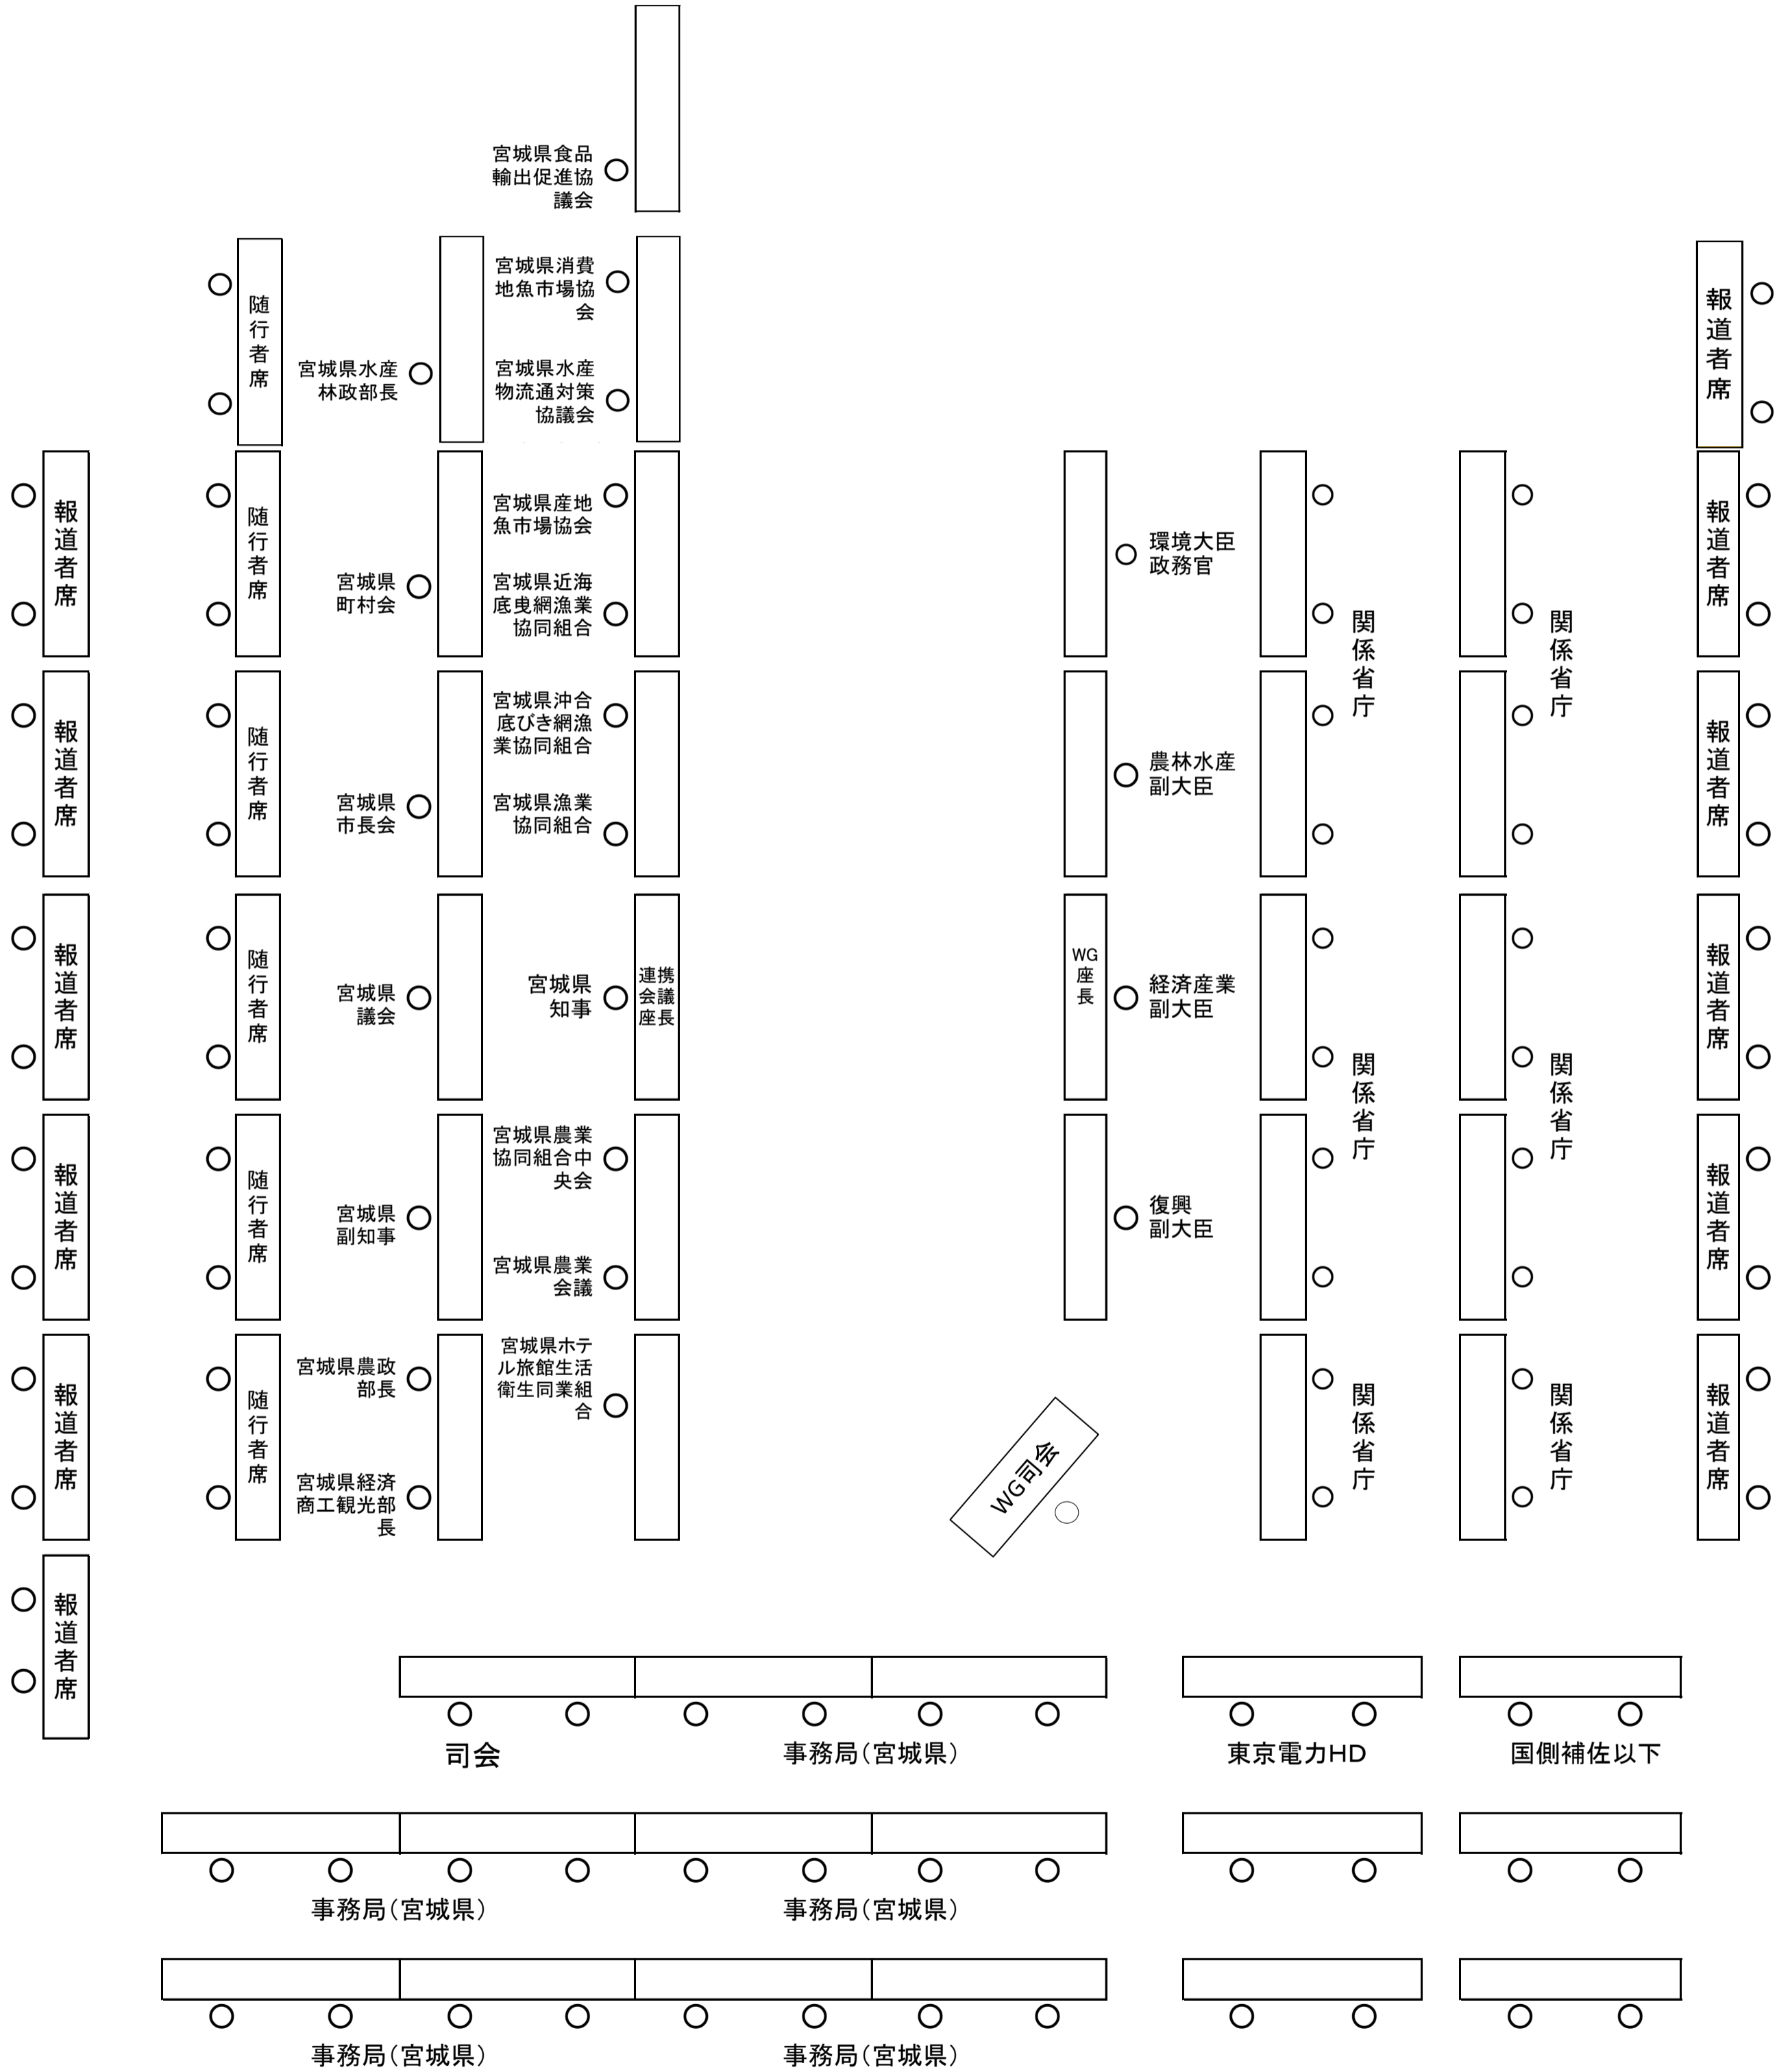 宮城県食品
輸出促進協
議会
随行者席
宮城県水産
林政部長
宮城県消費
地魚市場協
会
宮城県水産
物流通対策
協議会
報道者席
報道者席
随行者席
宮城県
町村会
宮城県産地
魚市場協会
宮城県近海
底曳網漁業
協同組合
環境大臣
政務官
関係省庁
関係省庁
報道者席
報道者席
随行者席
宮城県
市長会
宮城県沖合
底びき網漁
業協同組合
宮城県漁業
協同組合
農林水産
副大臣
報道者席
報道者席
随行者席
宮城県
議会
宮城県
知事
連携
会議
座長
WG
座
長
経済産業
副大臣
関係省庁
関係省庁
報道者席
報道者席
随行者席
宮城県
副知事
宮城県農業
協同組合中
央会
宮城県農業
会議
復興
副大臣
報道者席
報道者席
随行者席
宮城県農政
部長
宮城県経済
商工観光部
長
宮城県ホテ
ル旅館生活
衛生同業組
合
WG司会
関係省庁
関係省庁
報道者席
報道者席
司会
事務局(宮城県)
東京電力HD
国側補佐以下
事務局(宮城県)
事務局(宮城県)
事務局(宮城県)
事務局(宮城県)